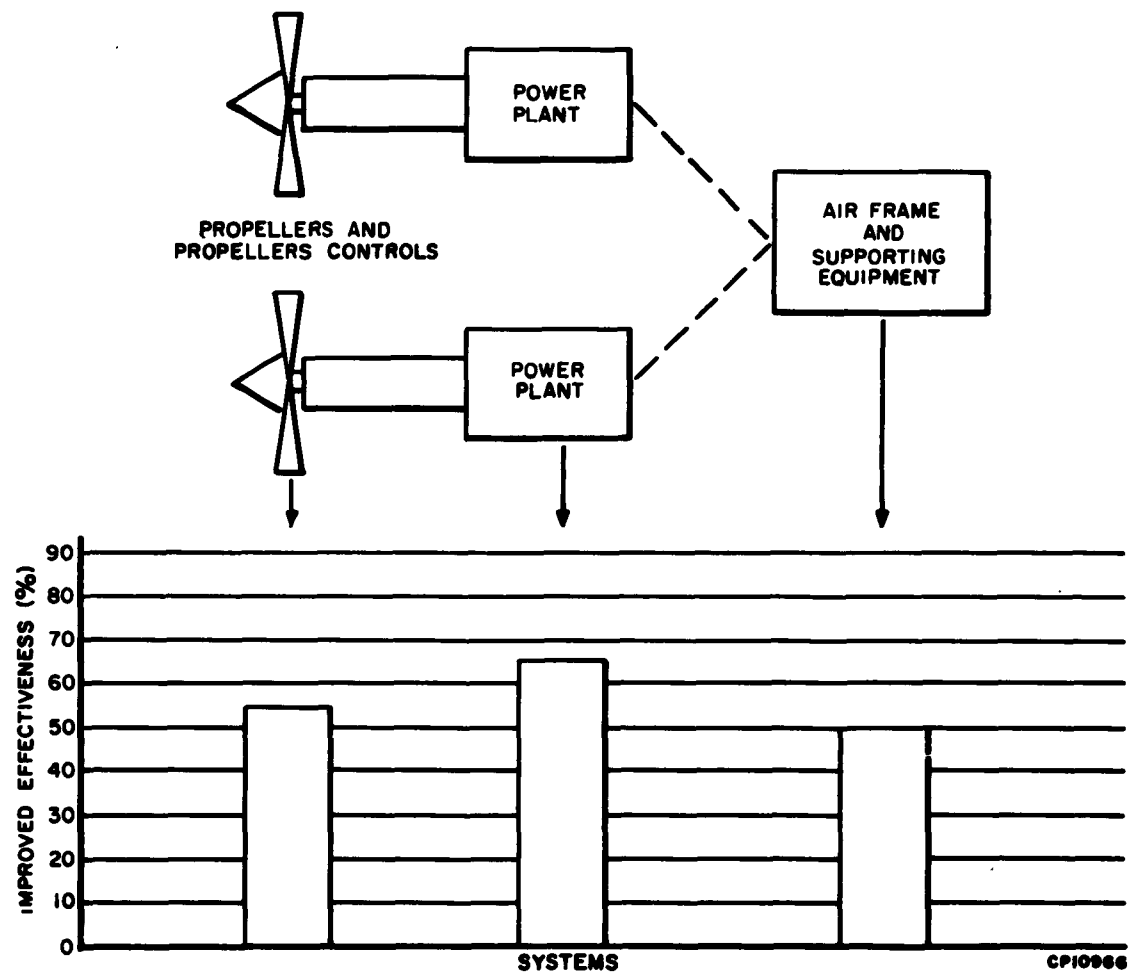 POWER
PLANT
AIR FRAME
AND
SUPPORTING
EQUIPMENT
PROPELLERS AND
PROPELLERS CONTROLS
POWER
PLANT
IMPROVED EFFECTIVENESS (%)
90
80
70
60
50
40
30
20
10
0
SYSTEMS
CP10966